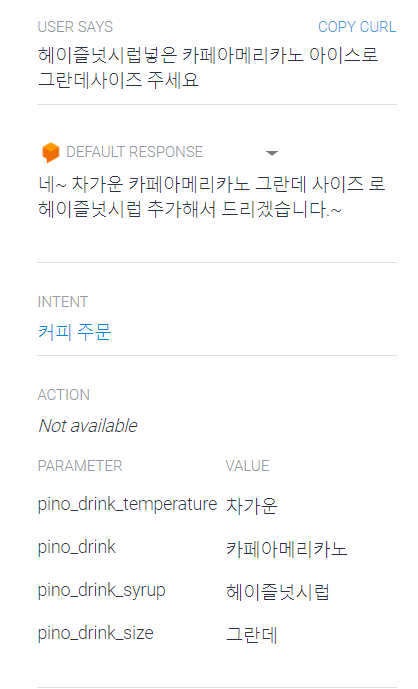 USER SAYS COPY CURL
헤이즐넛시럽넣은 카페아메리카노 아이스로
그란데사이즈 주세요
DEFAULT RESPONSE
네~ 차가운 카페아메리카노 그란데 사이즈 로
헤이즐넛시럽 추가해서 드리겠습니다.~
INTENT
커피 주문
ACTION
Not available
PARAMETER VALUE
pino_drink_temperature 차가운
pino_drink 카페아메리카노
pino_drink_syrup 헤이즐넛시럽
pino_drink_size 그란데